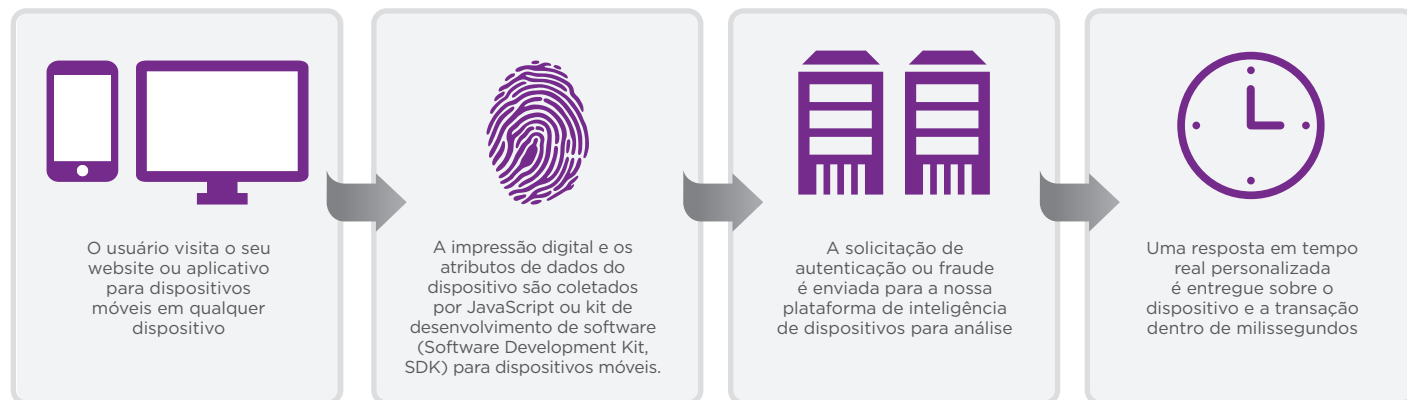 O usuário visita o seu
website ou aplicativo
para dispositivos
móveis em qualquer
dispositivo
A impressão digital e os
atributos de dados do
dispositivo são coletados
por JavaScript ou kit de
desenvolvimento de software
(Software Development Kit,
SDK) para dispositivos móveis.
A solicitação de
autenticação ou fraude
é enviada para a nossa
plataforma de inteligência
de dispositivos para análise
Uma resposta em tempo
real personalizada
é entregue sobre o
dispositivo e a transação
dentro de milissegundos